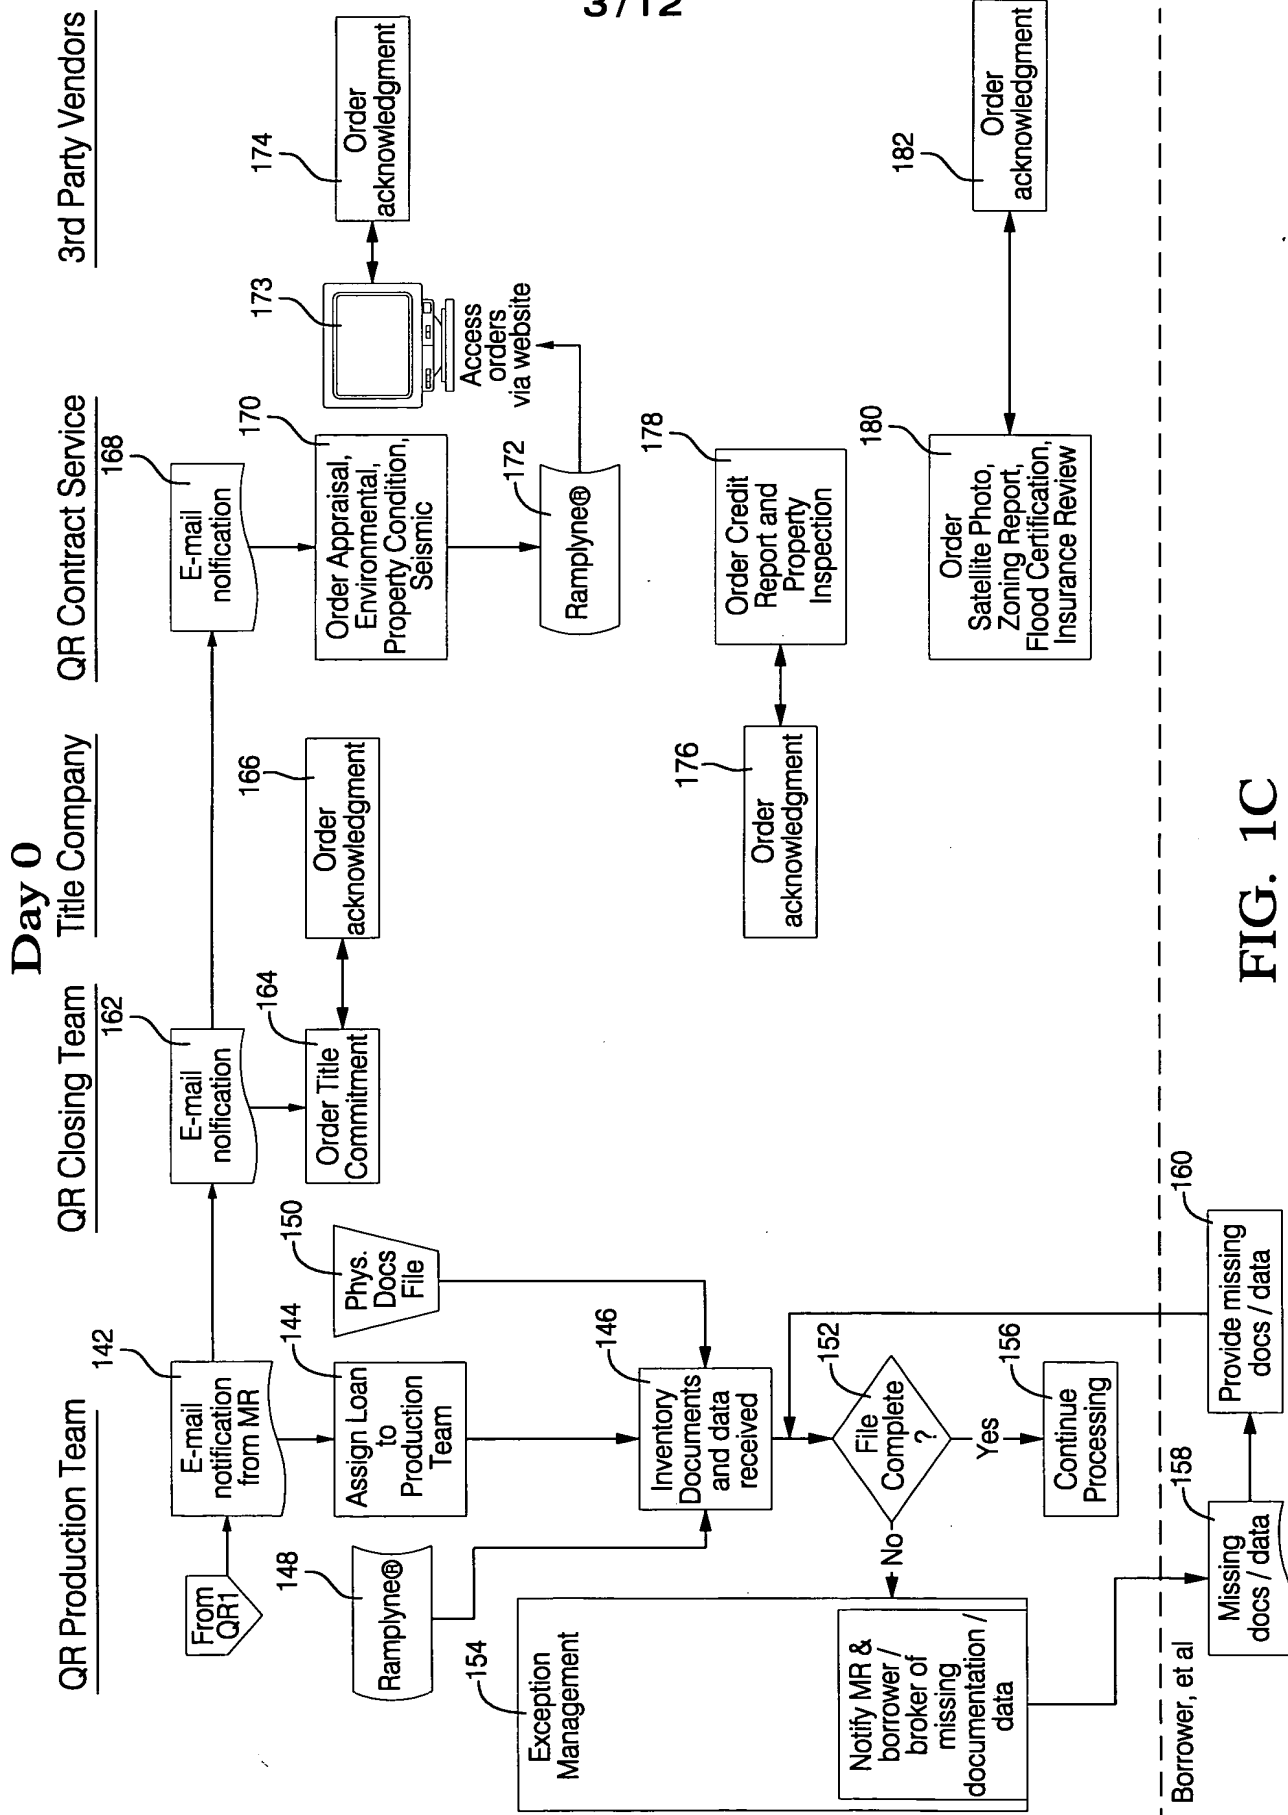 3/12
Day 0
QR Production Team
QR Closing Team
Title Company
QR Contract Service
3rd Party Vendors
From
QR1
142
E-mail
notification
from MR
162
E-mail
nolfication
168
E-mail
nolfication
144
Assign Loan
to
Production
Team
150
Phys.
Docs
File
164
Order Title
Commitment
166
Order
acknowledgment
170
Order Appraisal,
Environmental,
Property Condition,
Seismic
173
Access
orders
via website
174
Order
acknowledgment
148
Ramplyne®
172
Ramplyne®
146
Inventory
Documents
and data
received
176
Order
acknowledgment
178
Order Credit
Report and
Property
Inspection
154
Exception
Management
152
File
Complete
?
No
Yes
Notify MR &
borrower /
broker of
missing
documentation /
data
156
Continue
Processing
180
Order
Satellite Photo,
Zoning Report,
Flood Certification,
Insurance Review
182
Order
acknowledgment
Borrower, et al
158
Missing
docs / data
160
Provide missing
docs / data
FIG. 1C